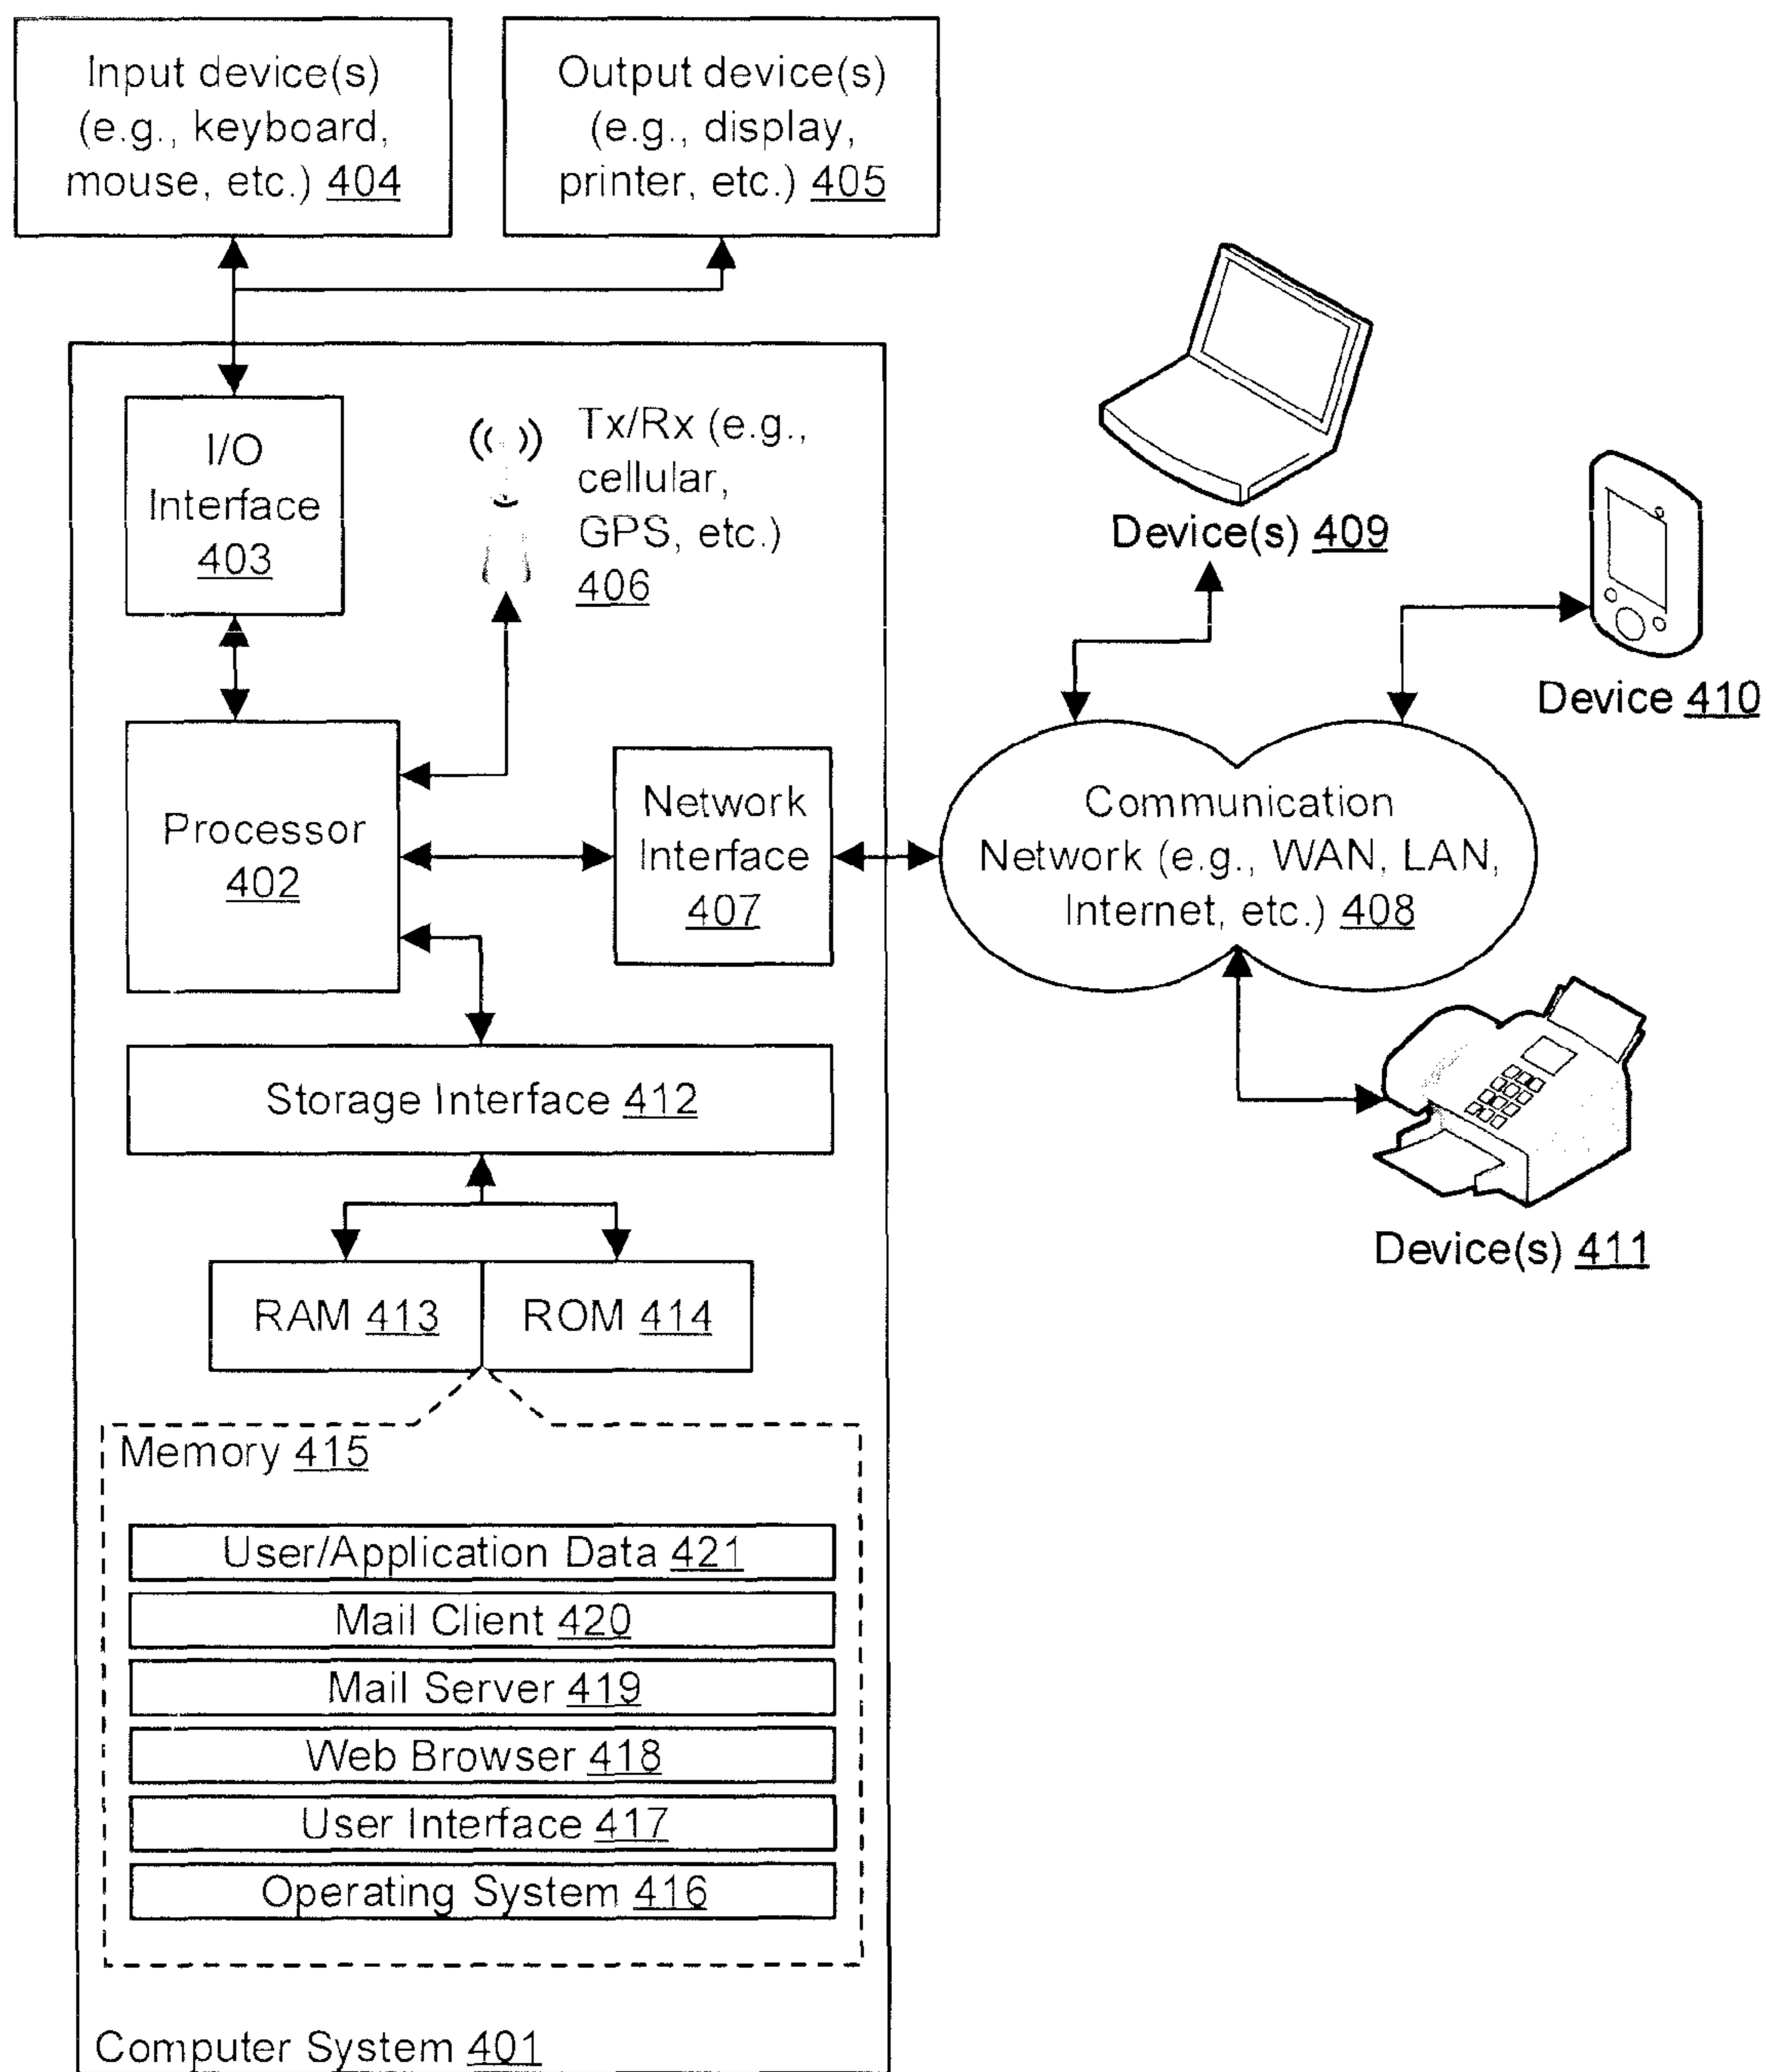 Input device(s)
(e.g., keyboard,
mouse, etc.) 404
Output device(s)
(e.g., display,
printer, etc.) 405
I/O
Interface
403
Tx/Rx (e.g.,
cellular,
GPS, etc.)
406
Device(s) 409
Device 410
Processor
402
Network
Interface
407
Communication
Network (e.g., WAN, LAN,
Internet, etc.) 408
Storage Interface 412
Device(s) 411
RAM 413
ROM 414
Memory 415
User/Application Data 421
Mail Client 420
Mail Server 419
Web Browser 418
User Interface 417
Operating System 416
Computer System 401